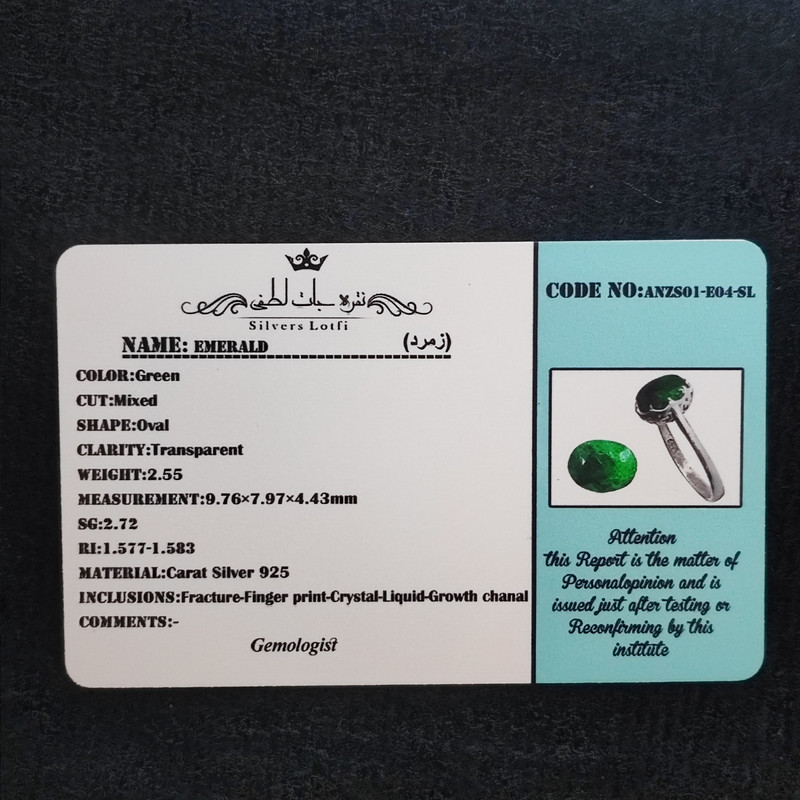 نقره جات لطفی
Silvers Lotfi
NAME: EMERALD (زمرد)
COLOR:Green
CUT:Mixed
SHAPE:Oval
CLARITY:Transparent
WEIGHT:2.55
MEASUREMENT:9.76×7.97×4.43mm
SG:2.72
RI:1.577-1.583
MATERIAL:Carat Silver 925
INCLUSIONS:Fracture-Finger print-Crystal-Liquid-Growth chanal
COMMENTS:-
Gemologist
CODE NO:ANZS01-E04-SL
Attention
this Report is the matter of
Personalopinion and is
issued just after testing or
Reconfirming by this
institute